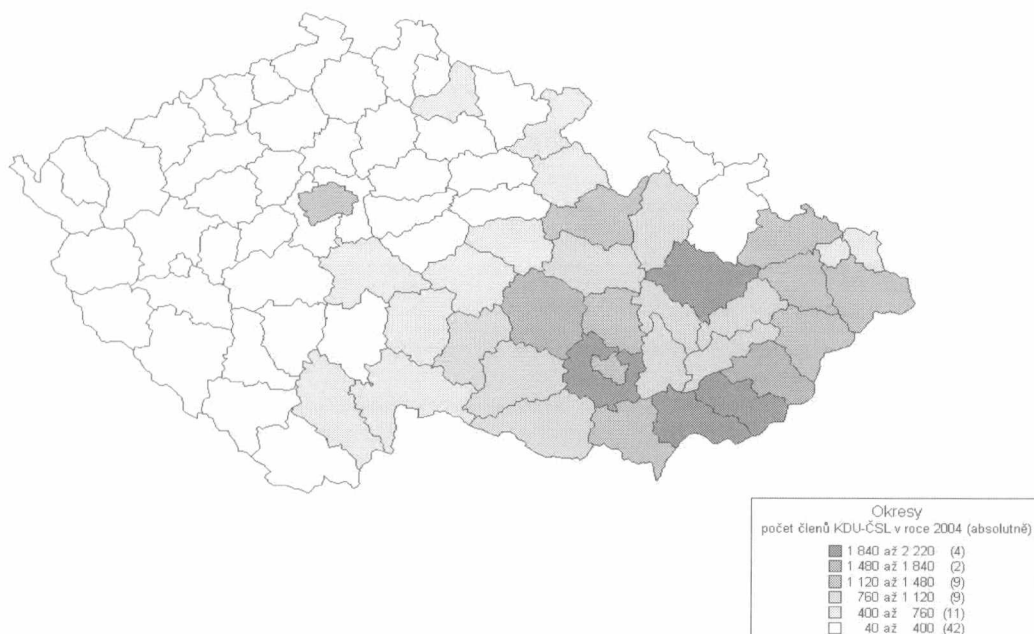 Okresy
počet členů KDU-ČSL v roce 2004 (absolutně)
1 840 až 2 220 (4)
1 480 až 1 840 (2)
1 120 až 1 480 (9)
760 až 1 120 (9)
400 až 760 (11)
40 až 400 (42)